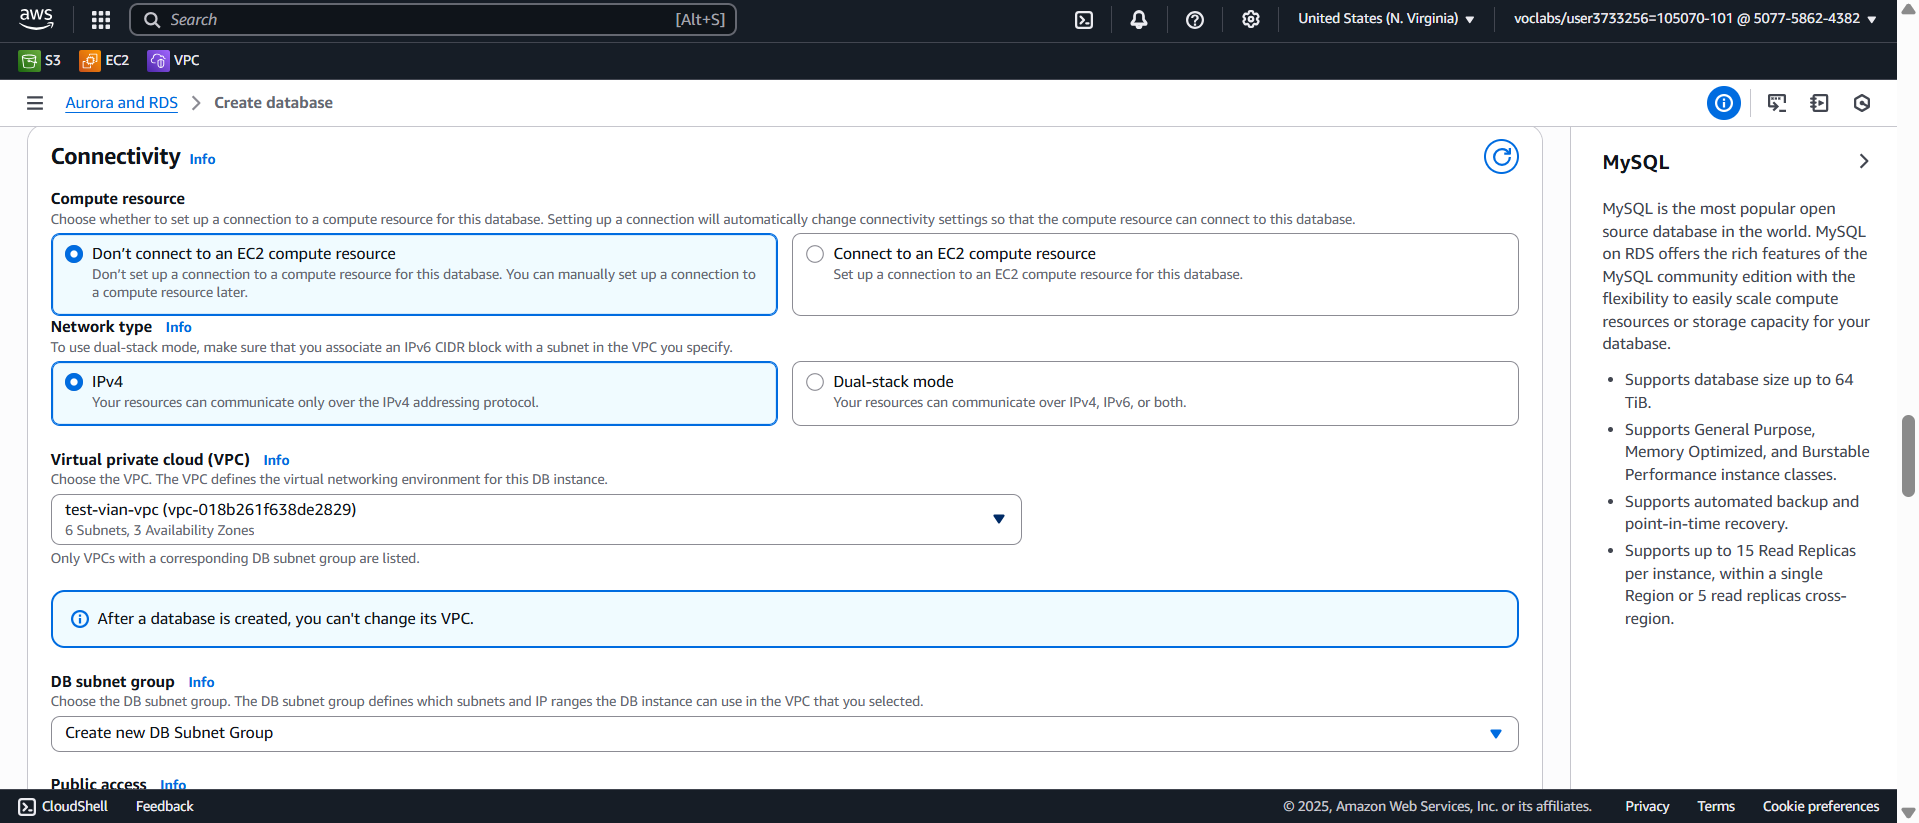 aws
Search [Alt+S]
United States (N. Virginia)
voclabs/user3733256=105070-101 @ 5077-5862-4382
S3
EC2
VPC
Aurora and RDS
Create database
Connectivity Info
Compute resource
Choose whether to set up a connection to a compute resource for this database. Setting up a connection will automatically change connectivity settings so that the compute resource can connect to this database.
Don’t connect to an EC2 compute resource
Don’t set up a connection to a compute resource for this database. You can manually set up a connection to
a compute resource later.
Connect to an EC2 compute resource
Set up a connection to an EC2 compute resource for this database.
Network type Info
To use dual-stack mode, make sure that you associate an IPv6 CIDR block with a subnet in the VPC you specify.
IPv4
Your resources can communicate only over the IPv4 addressing protocol.
Dual-stack mode
Your resources can communicate over IPv4, IPv6, or both.
Virtual private cloud (VPC) Info
Choose the VPC. The VPC defines the virtual networking environment for this DB instance.
test-vian-vpc (vpc-018b261f638de2829)
6 Subnets, 3 Availability Zones
Only VPCs with a corresponding DB subnet group are listed.
After a database is created, you can't change its VPC.
DB subnet group Info
Choose the DB subnet group. The DB subnet group defines which subnets and IP ranges the DB instance can use in the VPC that you selected.
Create new DB Subnet Group
Public access Info
MySQL
MySQL is the most popular open
source database in the world. MySQL
on RDS offers the rich features of the
MySQL community edition with the
flexibility to easily scale compute
resources or storage capacity for your
database.
• Supports database size up to 64
TiB.
• Supports General Purpose,
Memory Optimized, and Burstable
Performance instance classes.
• Supports automated backup and
point-in-time recovery.
• Supports up to 15 Read Replicas
per instance, within a single
Region or 5 read replicas cross-
region.
CloudShell
Feedback
© 2025, Amazon Web Services, Inc. or its affiliates.
Privacy
Terms
Cookie preferences